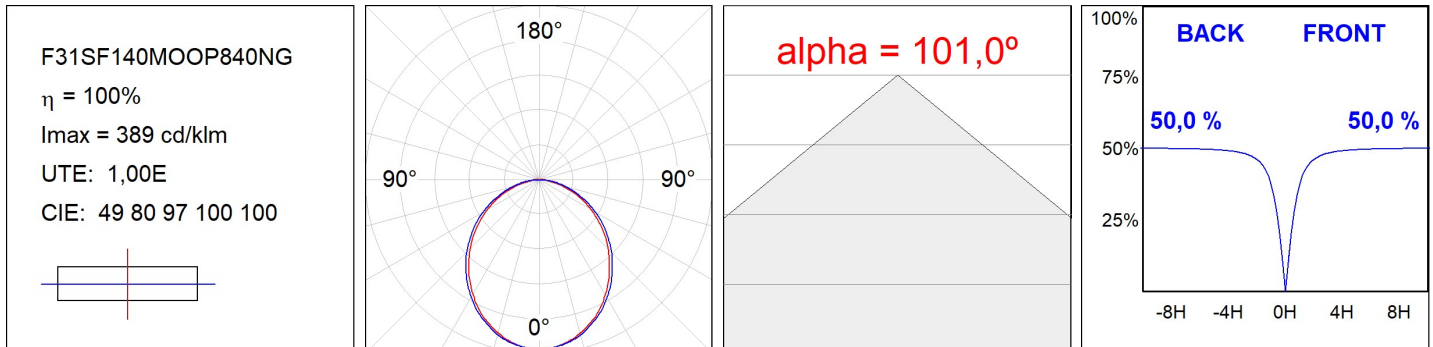 F31SF140MOOP840NG
η = 100%
Imax = 389 cd/klm
UTE: 1,00E
CIE: 49 80 97 100 100
180°
90° 90°
0°
alpha = 101,0º
100%
BACK FRONT
75%
50,0 % 50,0 %
50%
25%
-8H -4H 0H 4H 8H